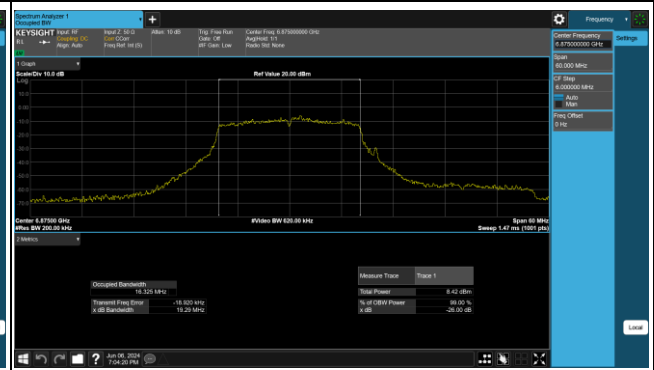 Spectrum Analyzer 1
Occupied BW
+
Frequency
KEYSIGHT
Input: RF
Input Z: 50 Ω
Atten: 10 dB
Trig: Free Run
Center Freq: 6.875000000 GHz
RL
Coupling: DC
Corr CCorr
Gate: Off
Avg|Hold: 1/1
Align: Auto
Freq Ref: Int (S)
#IF Gain: Low
Radio Std: None
Center Frequency
6.875000000 GHz
Settings
Span
60.000 MHz
CF Step
6.000000 MHz
Auto
Man
Freq Offset
0 Hz
1 Graph
Scale/Div 10.0 dB
Ref Value 20.00 dBm
Log
10.0
0.00
-10.0
-20.0
-30.0
-40.0
-50.0
-60.0
-70.0
Center 6.87500 GHz
#Video BW 620.00 kHz
Span 60 MHz
#Res BW 200.00 kHz
Sweep 1.47 ms (1001 pts)
2 Metrics
Measure Trace
Trace 1
Occupied Bandwidth
16.325 MHz
Total Power
8.42 dBm
Transmit Freq Error
-16.920 kHz
% of OBW Power
99.00 %
x dB Bandwidth
19.29 MHz
x dB
-26.00 dB
Local
?
Jun 06, 2024
7:04:20 PM